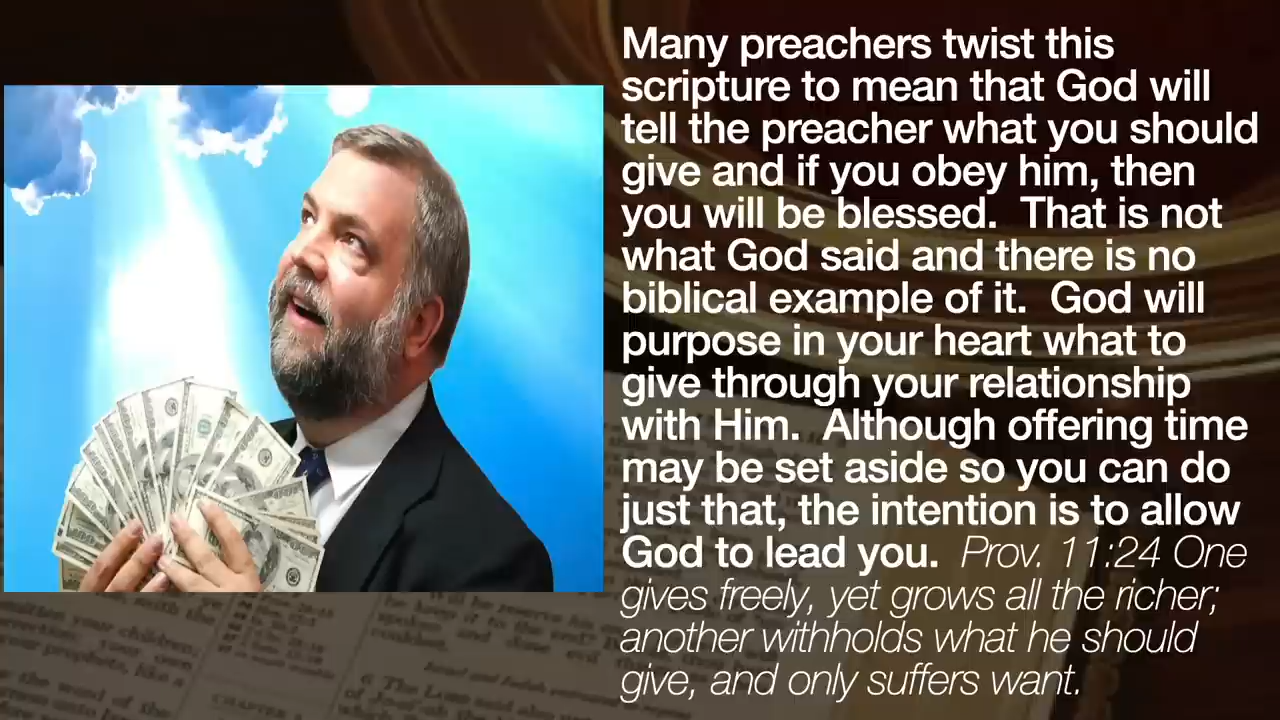 Many preachers twist this
scripture to mean that God will
tell the preacher what you should
give and if you obey him, then
you will be blessed.  That is not
what God said and there is no
biblical example of it.  God will
purpose in your heart what to
give through your relationship
with Him.  Although offering time
may be set aside so you can do
just that, the intention is to allow
God to lead you.  Prov. 11:24 One
gives freely, yet grows all the richer;
another withholds what he should
give, and only suffers want.